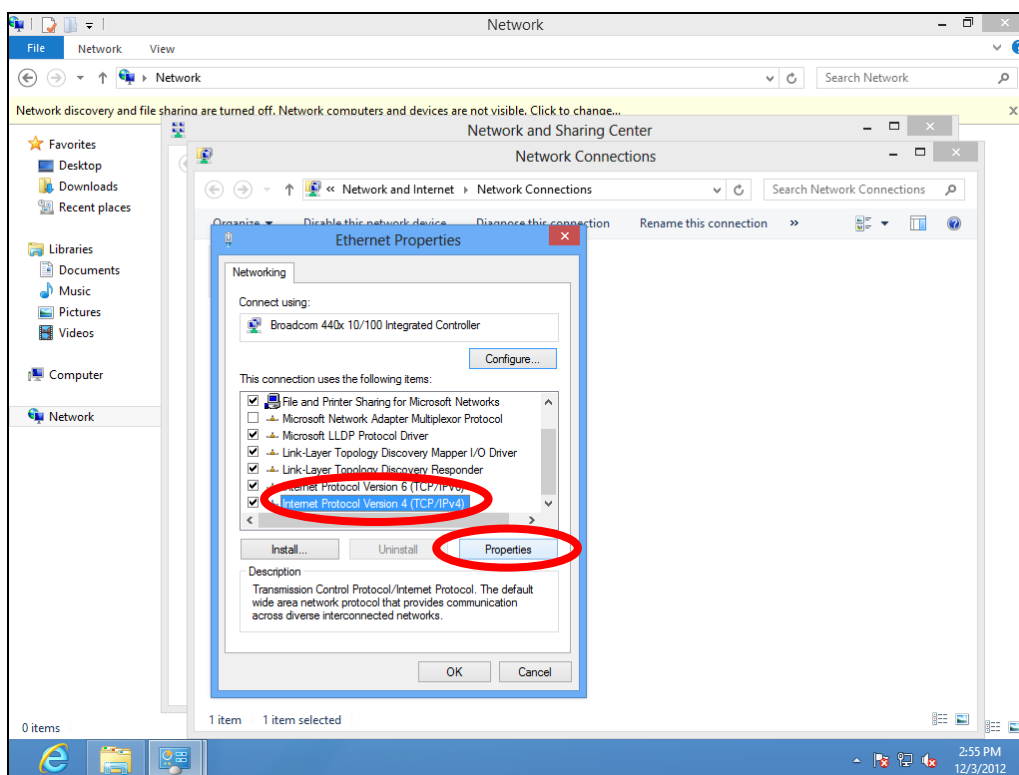 Network
File Network View
Network
Search Network
Network discovery and file sharing are turned off. Network computers and devices are not visible. Click to change...
Favorites
Desktop
Downloads
Recent places
Libraries
Documents
Music
Pictures
Videos
Computer
Network
Network and Sharing Center
Network Connections
« Network and Internet Network Connections
Search Network Connections
Organize Disable this network device Diagnose this connection Rename this connection »
Ethernet Properties
Networking
Connect using:
Broadcom 440x 10/100 Integrated Controller
Configure...
This connection uses the following items:
File and Printer Sharing for Microsoft Networks
Microsoft Network Adapter Multiplexor Protocol
Microsoft LLDP Protocol Driver
Link-Layer Topology Discovery Mapper I/O Driver
Link-Layer Topology Discovery Responder
Internet Protocol Version 6 (TCP/IPv6)
Internet Protocol Version 4 (TCP/IPv4)
Install... Uninstall Properties
Description
Transmission Control Protocol/Internet Protocol. The default
wide area network protocol that provides communication
across diverse interconnected networks.
OK Cancel
1 item 1 item selected
0 items
2:55 PM
12/3/2012